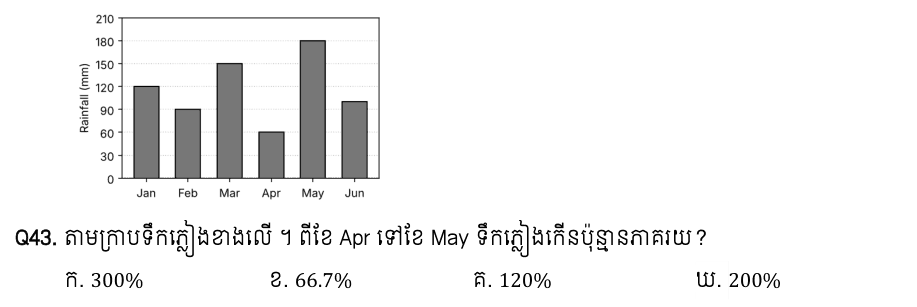 210
180
150
120
90
60
30
0
Rainfall (mm)
Jan Feb Mar Apr May Jun
Q43. តាមក្រាបទឹកភ្លៀងខាងលើ ។ ពីខែ Apr ទៅខែ May ទឹកភ្លៀងកើនប៉ុន្មានភាគរយ?
ក. 300% ខ. 66.7% គ. 120% ឃ. 200%